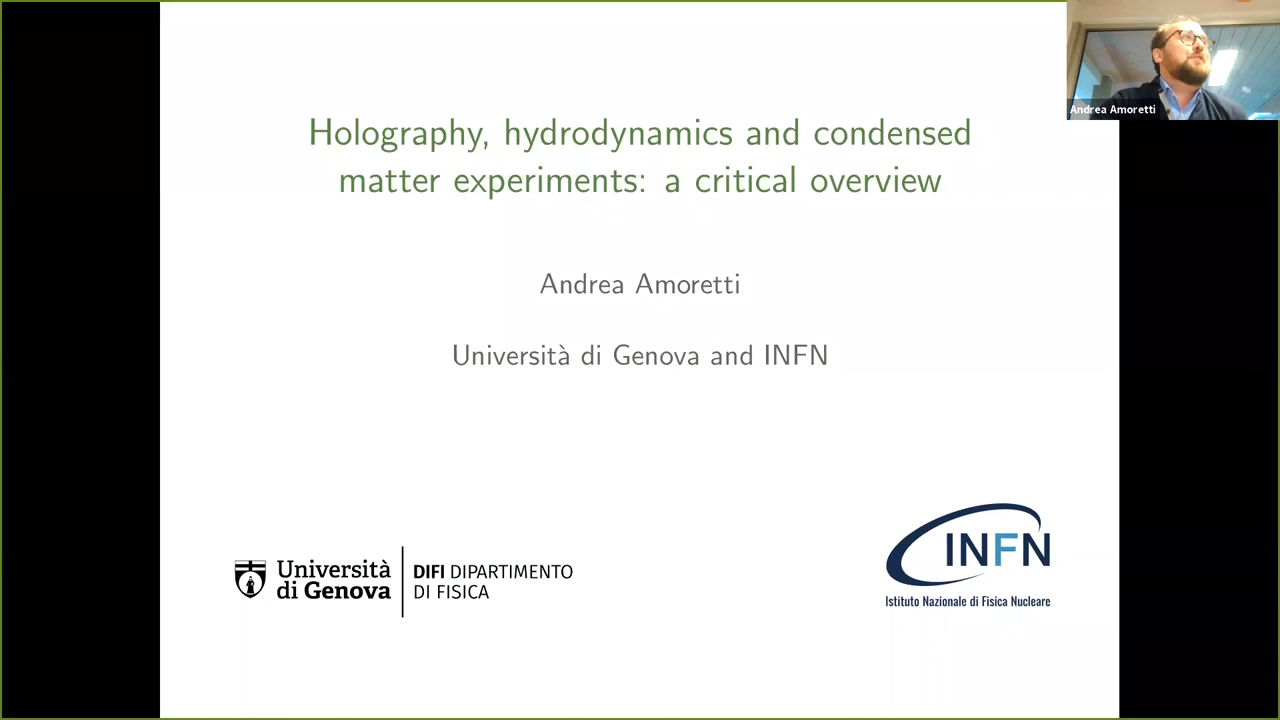 Holography, hydrodynamics and condensed
matter experiments: a critical overview
Andrea Amoretti
Andrea Amoretti
Università di Genova and INFN
Università
di Genova
DIFI DIPARTIMENTO
DI FISICA
INFN
Istituto Nazionale di Fisica Nucleare